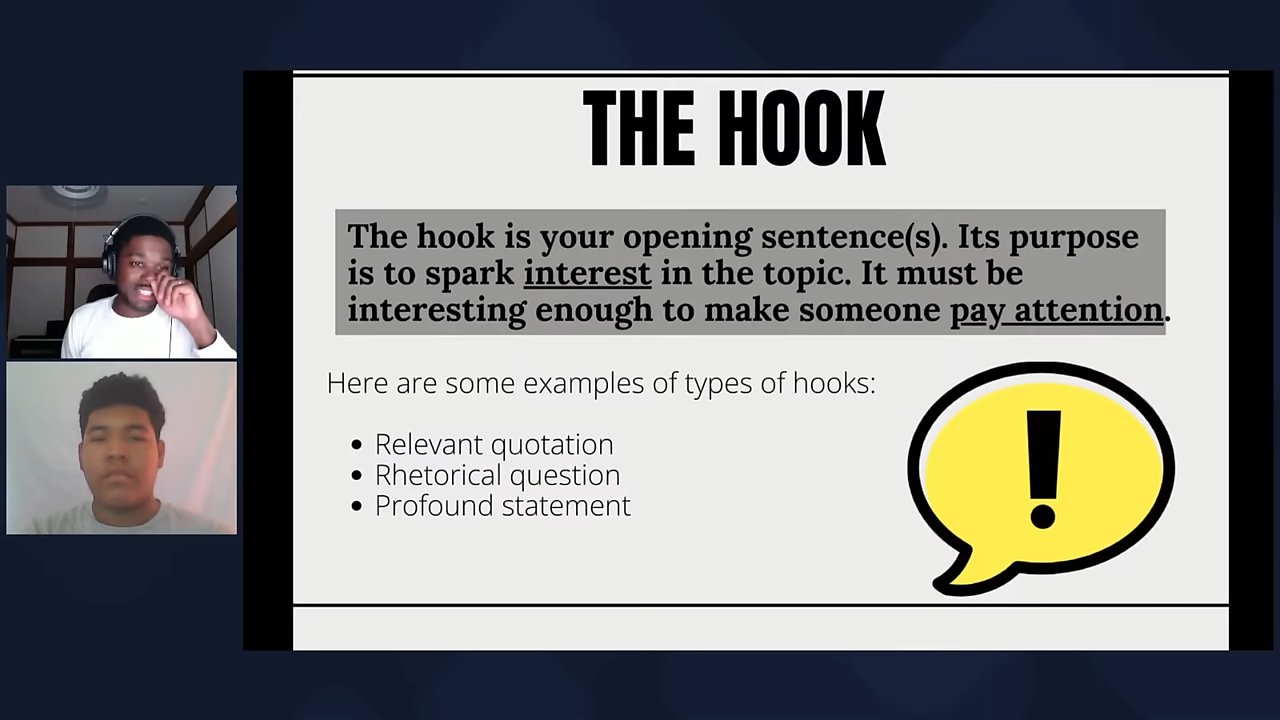 THE HOOK
The hook is your opening sentence(s). Its purpose
is to spark interest in the topic. It must be
interesting enough to make someone pay attention.
Here are some examples of types of hooks:
• Relevant quotation
• Rhetorical question
• Profound statement
!